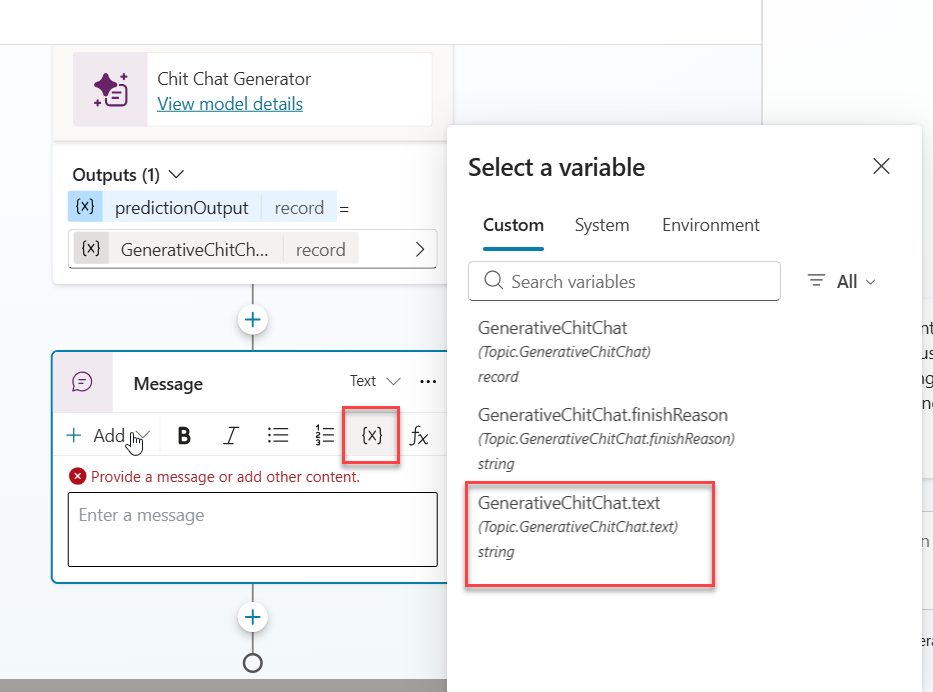 Chit Chat Generator
View model details
Outputs (1)
{x} predictionOutput record =
{x} GenerativeChitCh... record
Message
Text
Add
B
I
{x}
fx
Provide a message or add other content.
Enter a message
Select a variable
Custom System Environment
Search variables
All
GenerativeChitChat
(Topic.GenerativeChitChat)
record
GenerativeChitChat.finishReason
(Topic.GenerativeChitChat.finishReason)
string
GenerativeChitChat.text
(Topic.GenerativeChitChat.text)
string